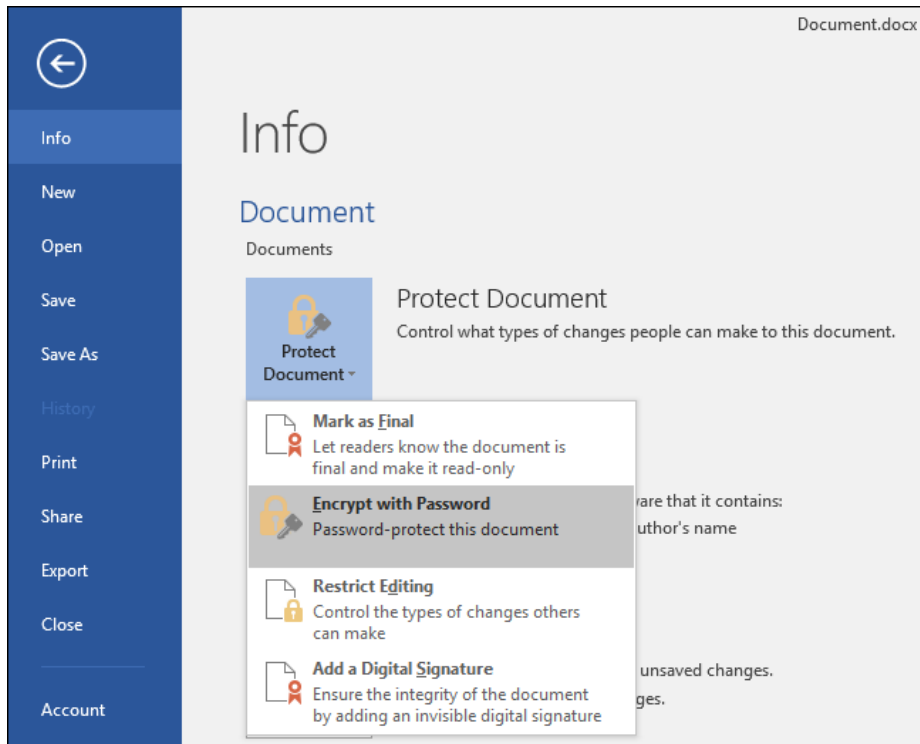 Document.docx
Info
New
Open
Save
Save As
History
Print
Share
Export
Close
Account
Info
Document
Documents
Protect
Document
Protect Document
Control what types of changes people can make to this document.
Mark as Final
Let readers know the document is
final and make it read-only
Encrypt with Password
Password-protect this document
Restrict Editing
Control the types of changes others
can make
Add a Digital Signature
Ensure the integrity of the document
by adding an invisible digital signature
that it contains:
name
unsaved changes.